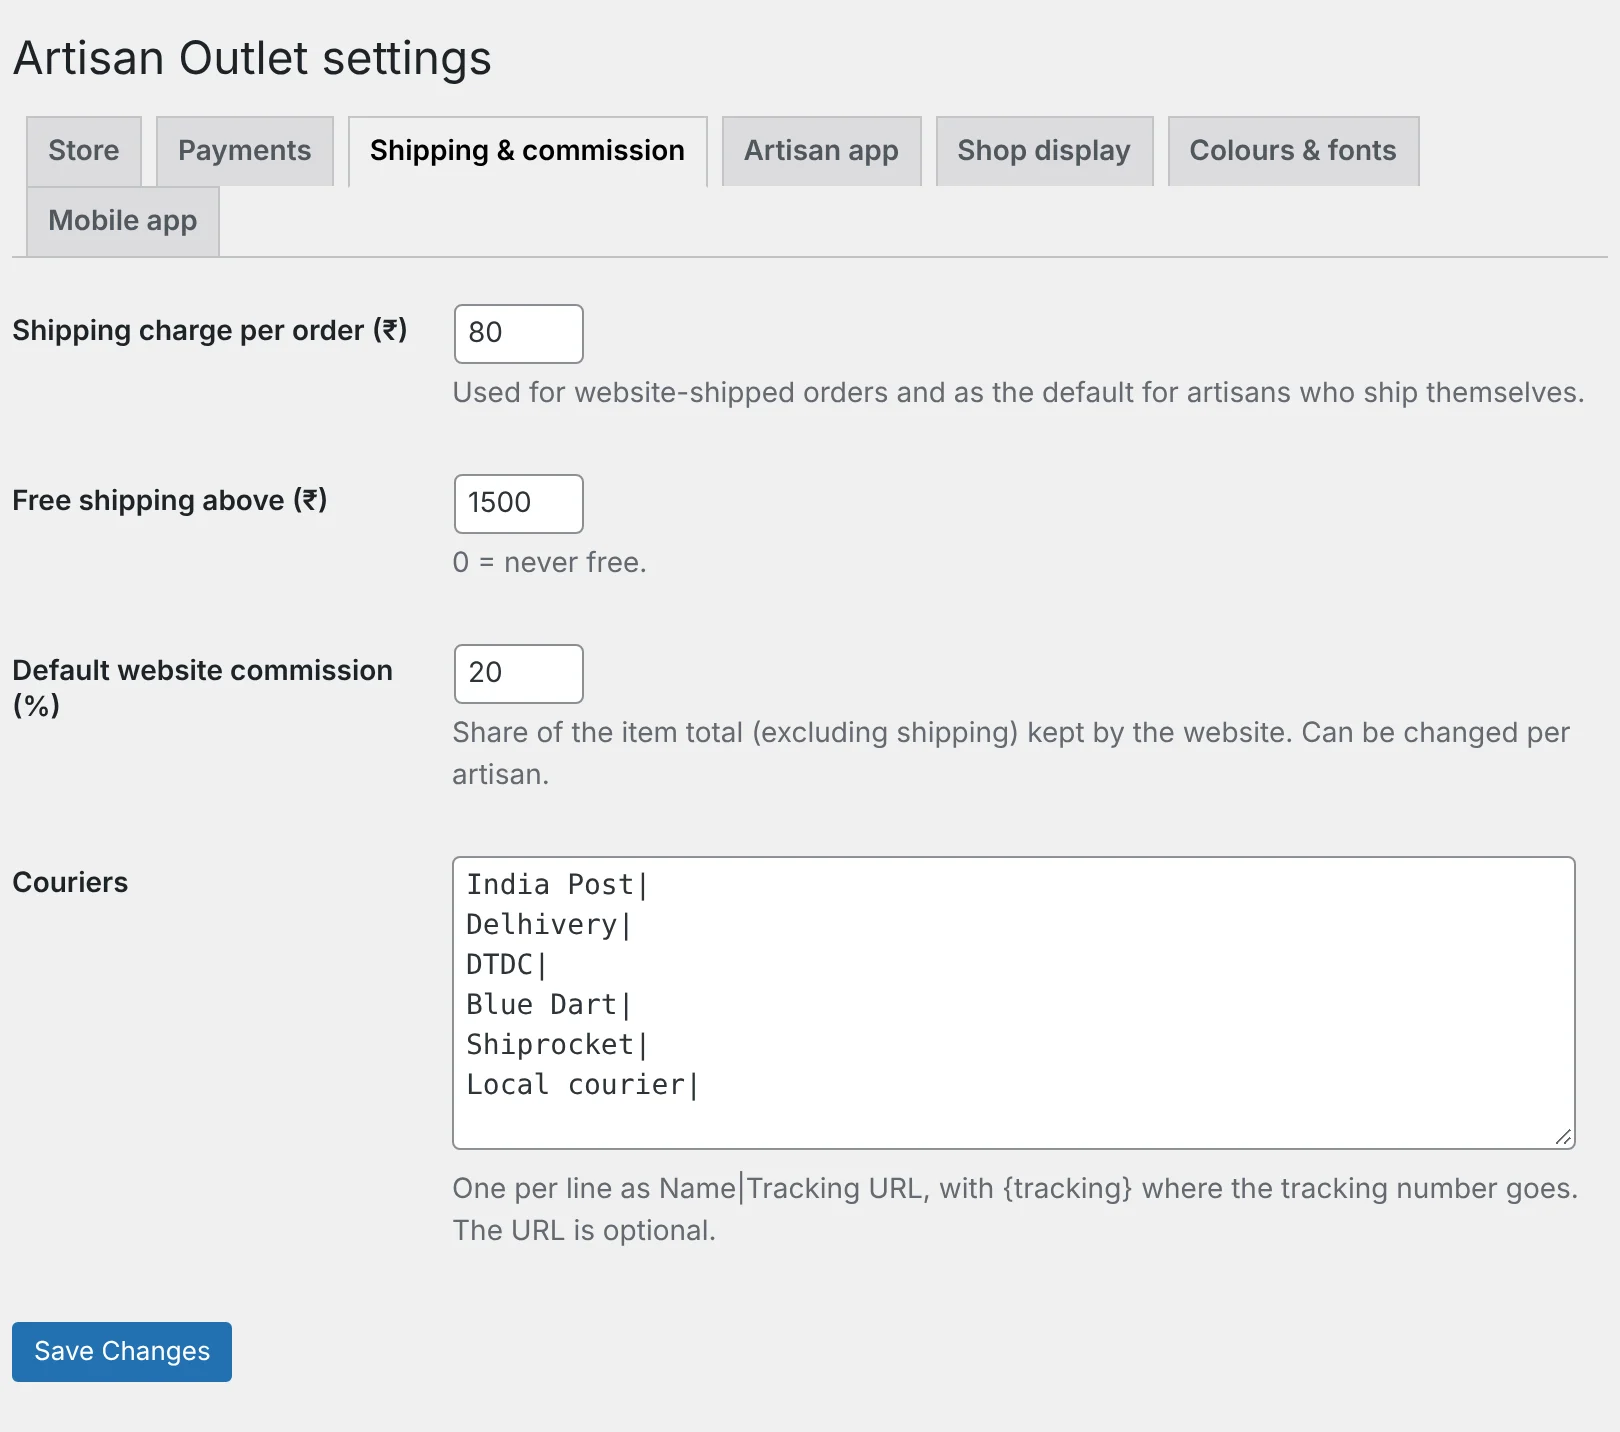 Artisan Outlet settings
Store
Payments
Shipping & commission
Artisan app
Shop display
Colours & fonts
Mobile app
Shipping charge per order (₹)
80
Used for website-shipped orders and as the default for artisans who ship themselves.
Free shipping above (₹)
1500
0 = never free.
Default website commission
(%)
20
Share of the item total (excluding shipping) kept by the website. Can be changed per
artisan.
Couriers
India Post|
Delhivery|
DTDC|
Blue Dart|
Shiprocket|
Local courier|
One per line as Name|Tracking URL, with {tracking} where the tracking number goes.
The URL is optional.
Save Changes